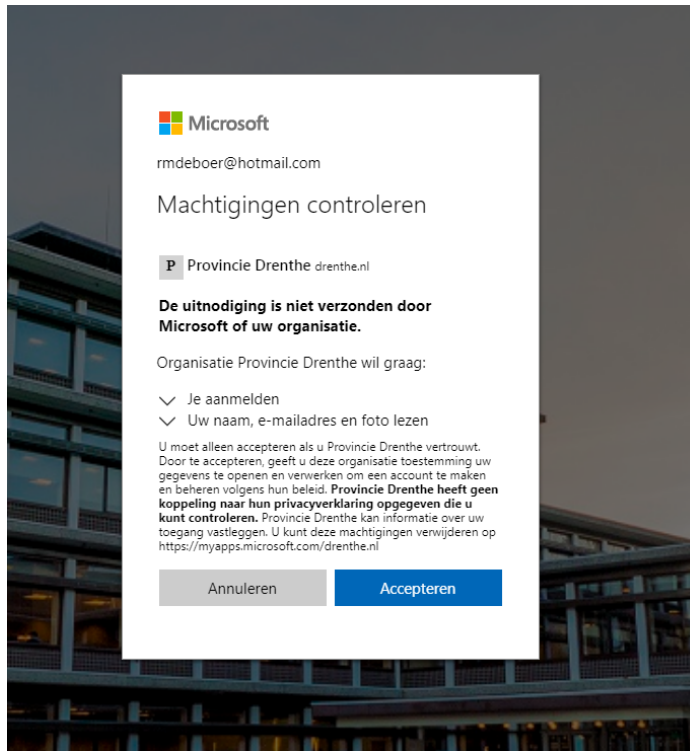 Microsoft
rmdeboer@hotmail.com
Machtigingen controleren
P Provincie Drenthe drenthe.nl
De uitnodiging is niet verzonden door
Microsoft of uw organisatie.
Organisatie Provincie Drenthe wil graag:
Je aanmelden
Uw naam, e-mailadres en foto lezen
U moet alleen accepteren als u Provincie Drenthe vertrouwt.
Door te accepteren, geeft u deze organisatie toestemming uw
gegevens te openen en verwerken om een account te maken
en beheren volgens hun beleid. Provincie Drenthe heeft geen
koppeling naar hun privacyverklaring opgegeven die u
kunt controleren. Provincie Drenthe kan informatie over uw
toegang vastleggen. U kunt deze machtigingen verwijderen op
https://myapps.microsoft.com/drenthe.nl
Annuleren Accepteren